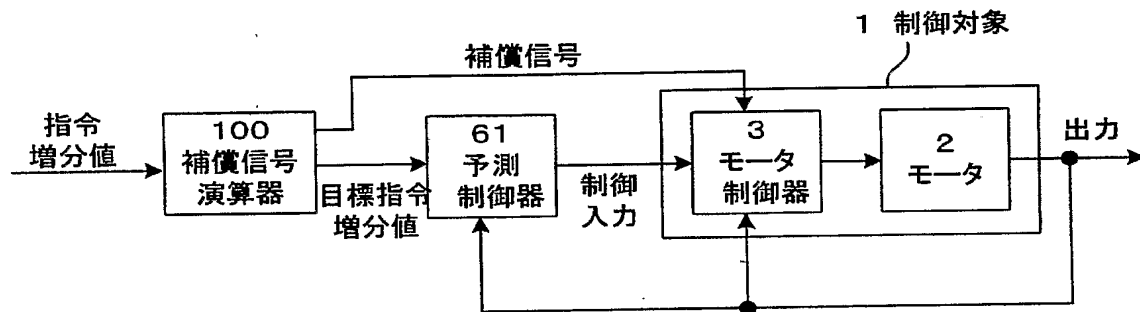 1 制御対象
補償信号
指令
増分値
100
補償信号
演算器
目標指令
増分値
61
予測
制御器
制御
入力
3
モータ
制御器
2
モータ
出力